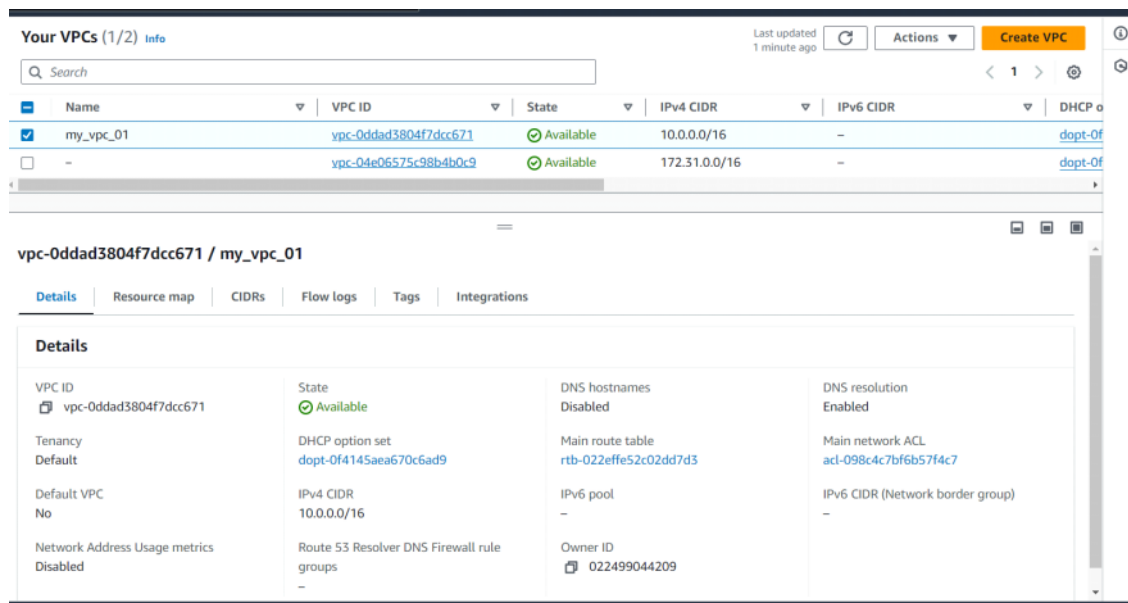 Your VPCs (1/2) Info
Last updated
1 minute ago
Actions
Create VPC
Search
1
Name VPC ID State IPv4 CIDR IPv6 CIDR DHCP o
my_vpc_01 vpc-0ddad3804f7dcc671 Available 10.0.0.0/16 – dopt-0f
– vpc-04e06575c98b4b0c9 Available 172.31.0.0/16 – dopt-0f
vpc-0ddad3804f7dcc671 / my_vpc_01
Details Resource map CIDRs Flow logs Tags Integrations
Details
VPC ID State DNS hostnames DNS resolution
vpc-0ddad3804f7dcc671 Available Disabled Enabled
Tenancy DHCP option set Main route table Main network ACL
Default dopt-0f4145aea670c6ad9 rtb-022effe52c02dd7d3 acl-098c4c7bf6b57f4c7
Default VPC IPv4 CIDR IPv6 pool IPv6 CIDR (Network border group)
No 10.0.0.0/16 – –
Network Address Usage metrics Route 53 Resolver DNS Firewall rule Owner ID
Disabled groups 022499044209
–